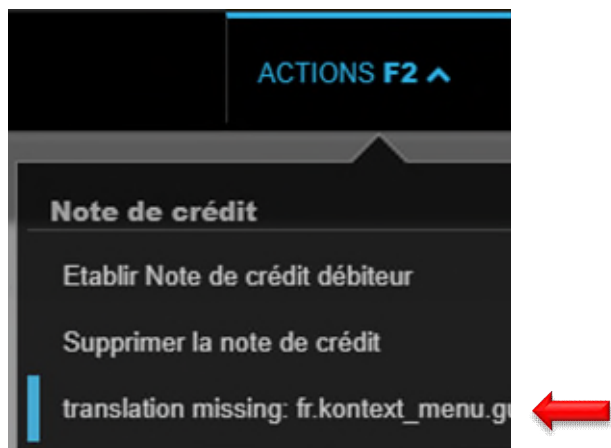 ACTIONS F2
Note de crédit
Etablir Note de crédit débiteur
Supprimer la note de crédit
translation missing: fr.kontext_menu.gu